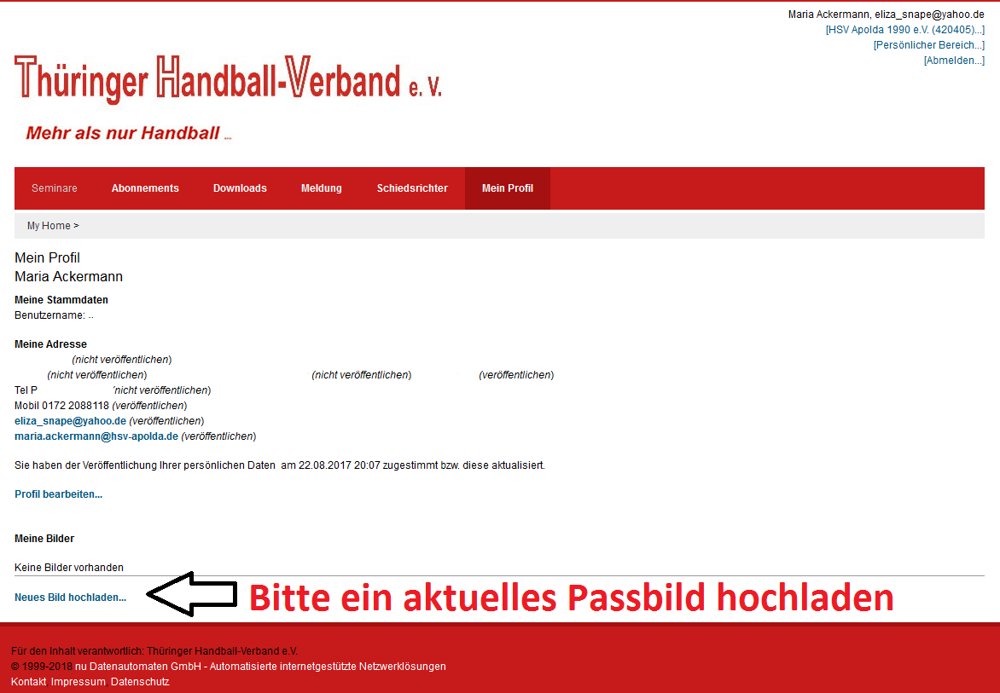 Maria Ackermann, eliza_snape@yahoo.de
[HSV Apolda 1990 e.V. (420405)...]
[Persönlicher Bereich...]
[Abmelden...]
Thüringer Handball-Verband e. V.
Mehr als nur Handball ...
Seminare Abonnements Downloads Meldung Schiedsrichter Mein Profil
My Home >
Mein Profil
Maria Ackermann
Meine Stammdaten
Benutzername: ..
Meine Adresse
(nicht veröffentlichen)
(nicht veröffentlichen) (nicht veröffentlichen) (veröffentlichen)
Tel P (nicht veröffentlichen)
Mobil 0172 2088118 (veröffentlichen)
eliza_snape@yahoo.de (veröffentlichen)
maria.ackermann@hsv-apolda.de (veröffentlichen)
Sie haben der Veröffentlichung Ihrer persönlichen Daten am 22.08.2017 20:07 zugestimmt bzw. diese aktualisiert.
Profil bearbeiten...
Meine Bilder
Keine Bilder vorhanden
Neues Bild hochladen... Bitte ein aktuelles Passbild hochladen
Für den Inhalt verantwortlich: Thüringer Handball-Verband e.V.
© 1999-2018 nu Datenautomaten GmbH - Automatisierte internetgestützte Netzwerklösungen
Kontakt Impressum Datenschutz